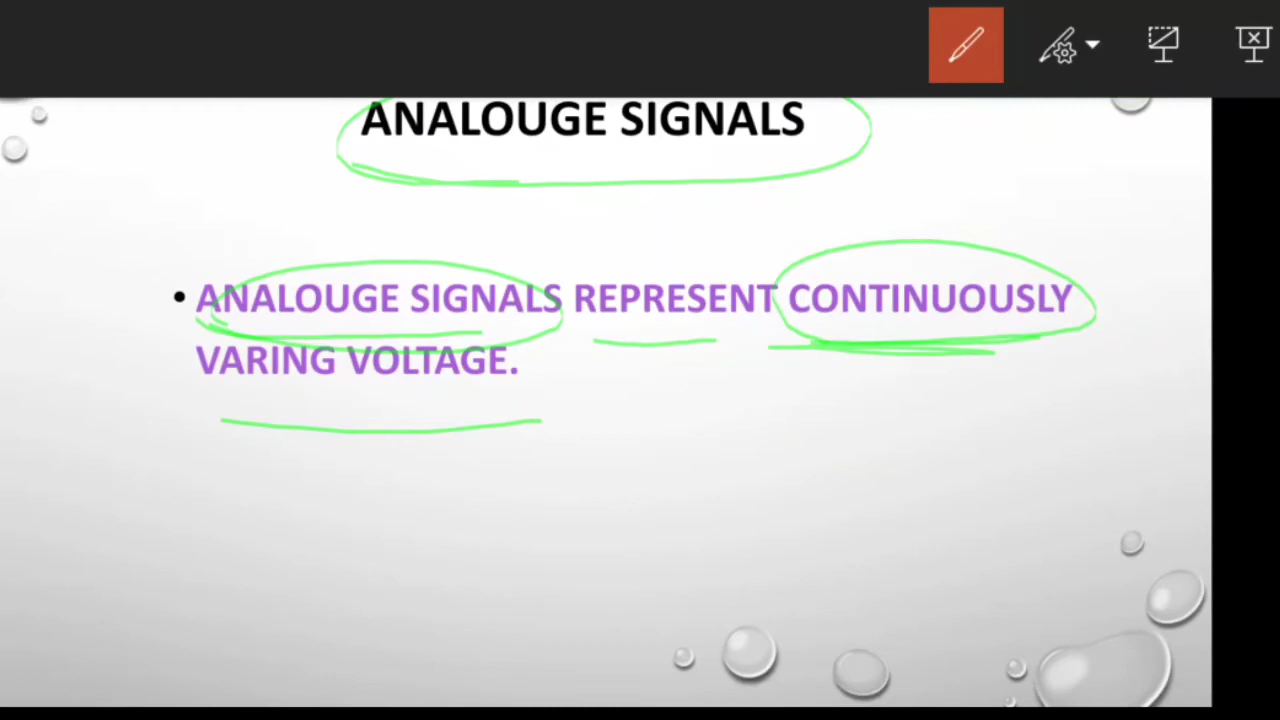 ANALOUGE SIGNALS
• ANALOUGE SIGNALS REPRESENT CONTINUOUSLY
VARING VOLTAGE.